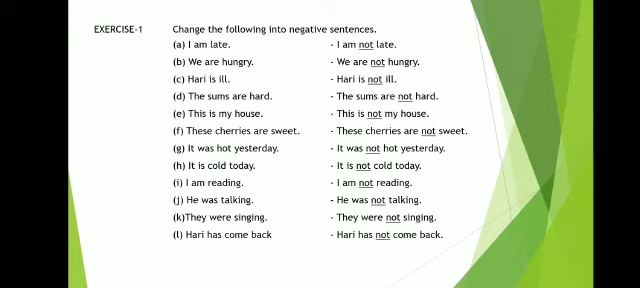 EXERCISE-1 Change the following into negative sentences.
(a) I am late. - I am not late.
(b) We are hungry. - We are not hungry.
(c) Hari is ill. - Hari is not ill.
(d) The sums are hard. - The sums are not hard.
(e) This is my house. - This is not my house.
(f) These cherries are sweet. - These cherries are not sweet.
(g) It was hot yesterday. - It was not hot yesterday.
(h) It is cold today. - It is not cold today.
(i) I am reading. - I am not reading.
(j) He was talking. - He was not talking.
(k)They were singing. - They were not singing.
(l) Hari has come back - Hari has not come back.